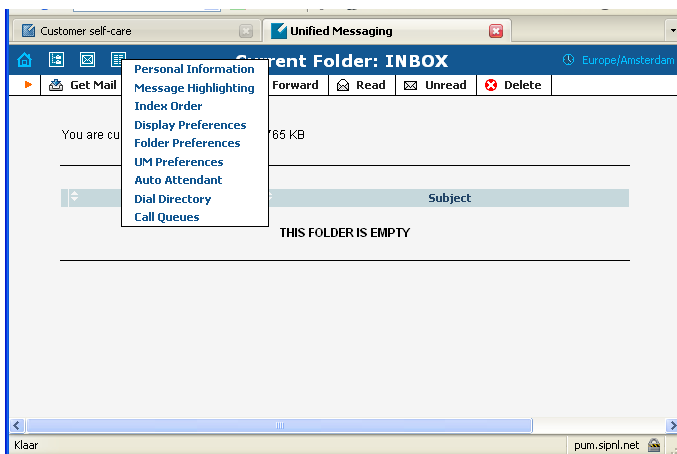 Customer self-care
Unified Messaging
rrent Folder: INBOX
Europe/Amsterdam
Get Mail
Forward
Read
Unread
Delete
Personal Information
Message Highlighting
Index Order
Display Preferences
Folder Preferences
UM Preferences
Auto Attendant
Dial Directory
Call Queues
You are cu
765 KB
Subject
THIS FOLDER IS EMPTY
Klaar
pum.sipnl.net